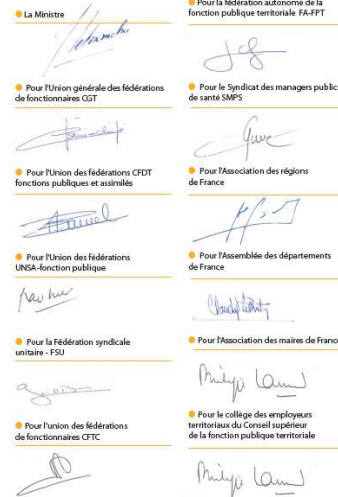 La Ministre
Pour l'Union générale des fédérations
de fonctionnaires CGT
Pour l'Union des fédérations CFDT
fonctions publiques et assimilés
Pour l'Union des fédérations
UNSA-fonction publique
Pour la Fédération syndicale
unitaire - FSU
Pour l'union des fédérations
de fonctionnaires CFTC
Pour la fédération autonome de la
fonction publique territoriale FA-FPT
Pour le Syndicat des managers public
de santé SMPS
Pour l'Association des régions
de France
Pour l'Assemblée des départements
de France
Pour l'Association des maires de Franc
Philippe Laurent
Pour le collège des employeurs
territoriaux du Conseil supérieur
de la fonction publique territoriale
Philippe Laurent